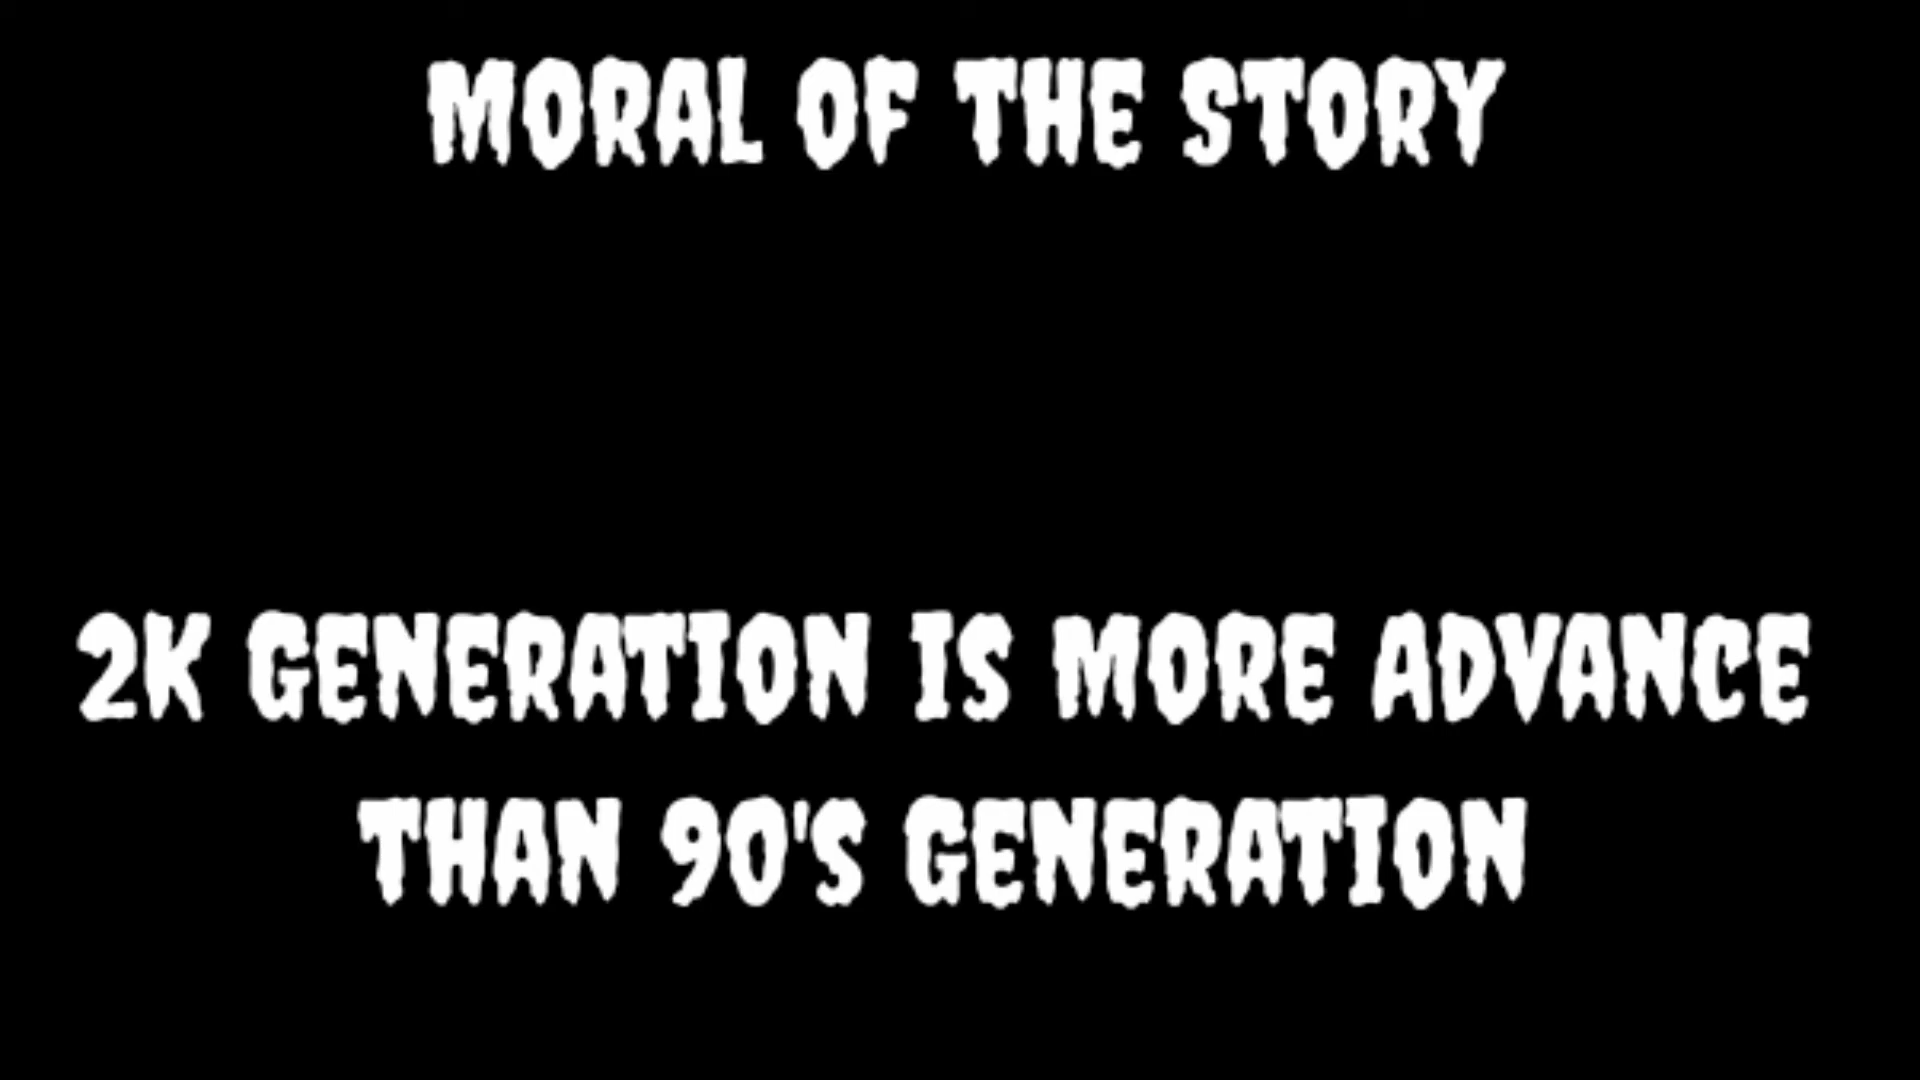 MORAL OF THE STORY
2K GENERATION IS MORE ADVANCE
THAN 90'S GENERATION